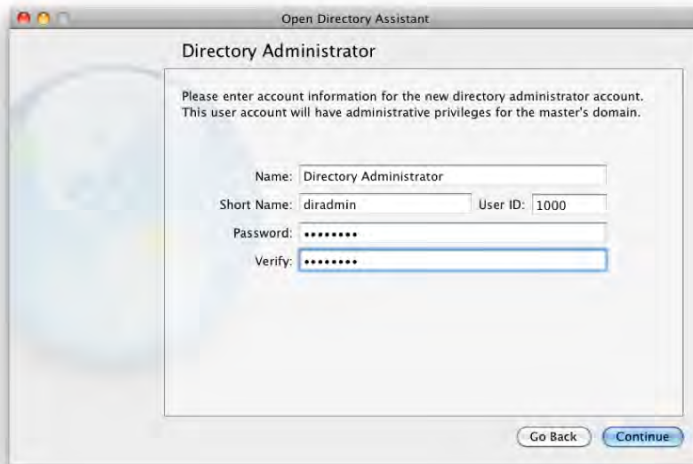 Open Directory Assistant
Directory Administrator
Please enter account information for the new directory administrator account.
This user account will have administrative privileges for the master's domain.
Name: Directory Administrator
Short Name: diradmin User ID: 1000
Password: ••••••••
Verify: ••••••••
Go Back Continue